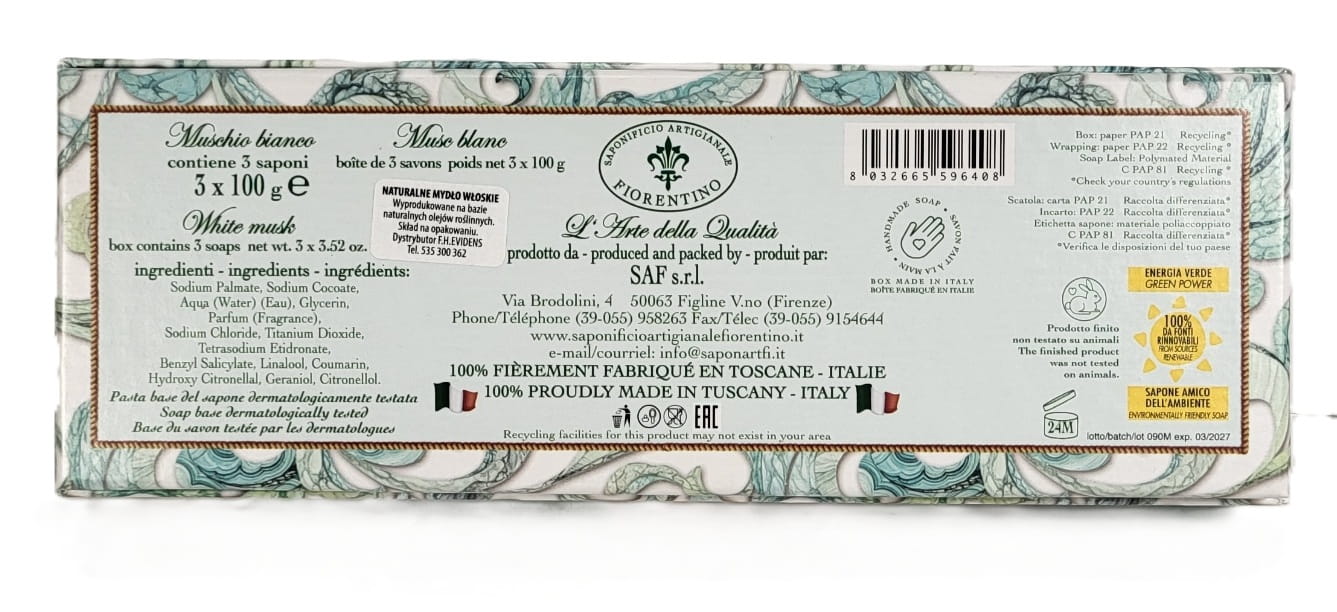 Muschio bianco
contiene 3 saponi
3 x 100 g e
White musk
box contains 3 soaps net wt. 3 x 3.52 oz.
ingredienti - ingredients - ingrédients:
Sodium Palmate, Sodium Cocoate,
Aqua (Water) (Eau), Glycerin,
Parfum (Fragrance),
Sodium Chloride, Titanium Dioxide,
Tetrasodium Etidronate,
Benzyl Salicylate, Linalool, Coumarin,
Hydroxy Citronellal, Geraniol, Citronellol.
Pasta base del sapone dermatologicamente testata
Soap base dermatologically tested
Base du savon testée par les dermatologues
Musc blanc
boîte de 3 savons poids net 3 x 100 g
NATURALNE MYDŁO WŁOSKIE
Wyprodukowane na bazie
naturalnych olejów roślinnych.
Skład na opakowaniu.
Dystrybutor F.H.EVIDENS
Tel. 535 300 362
SAPONIFICIO ARTIGIANALE
FIORENTINO
L'Arte della Qualità
prodotto da - produced and packed by - produit par:
SAF s.r.l.
Via Brodolini, 4 50063 Figline V.no (Firenze)
Phone/Téléphone (39-055) 958263 Fax/Télec (39-055) 9154644
www.saponificioartigianalefiorentino.it
e-mail/courriel: info@saponartfi.it
100% FIÈREMENT FABRIQUÉ EN TOSCANE - ITALIE
100% PROUDLY MADE IN TUSCANY - ITALY
EAC
Recycling facilities for this product may not exist in your area
8 032665 596408
HANDMADE SOAP • SAVON FAIT À LA MAIN •
BOX MADE IN ITALY
BOÎTE FABRIQUÉ EN ITALIE
Box: paper PAP 21 Recycling*
Wrapping: paper PAP 22 Recycling *
Soap Label: Polymated Material
C PAP 81 Recycling *
*Check your country's regulations
Scatola: carta PAP 21 Raccolta differenziata*
Incarto: PAP 22 Raccolta differenziata*
Etichetta sapone: materiale poliaccoppiato
C PAP 81 Raccolta differenziata*
*Verifica le disposizioni del tuo paese
Prodotto finito
non testato su animali
The finished product
was not tested
on animals.
24M
ENERGIA VERDE
GREEN POWER
100%
DA FONTI
RINNOVABILI
FROM SOURCES
RENEWABLE
SAPONE AMICO
DELL'AMBIENTE
ENVIRONMENTALLY FRIENDLY SOAP
lotto/batch/lot 090M exp. 03/2027